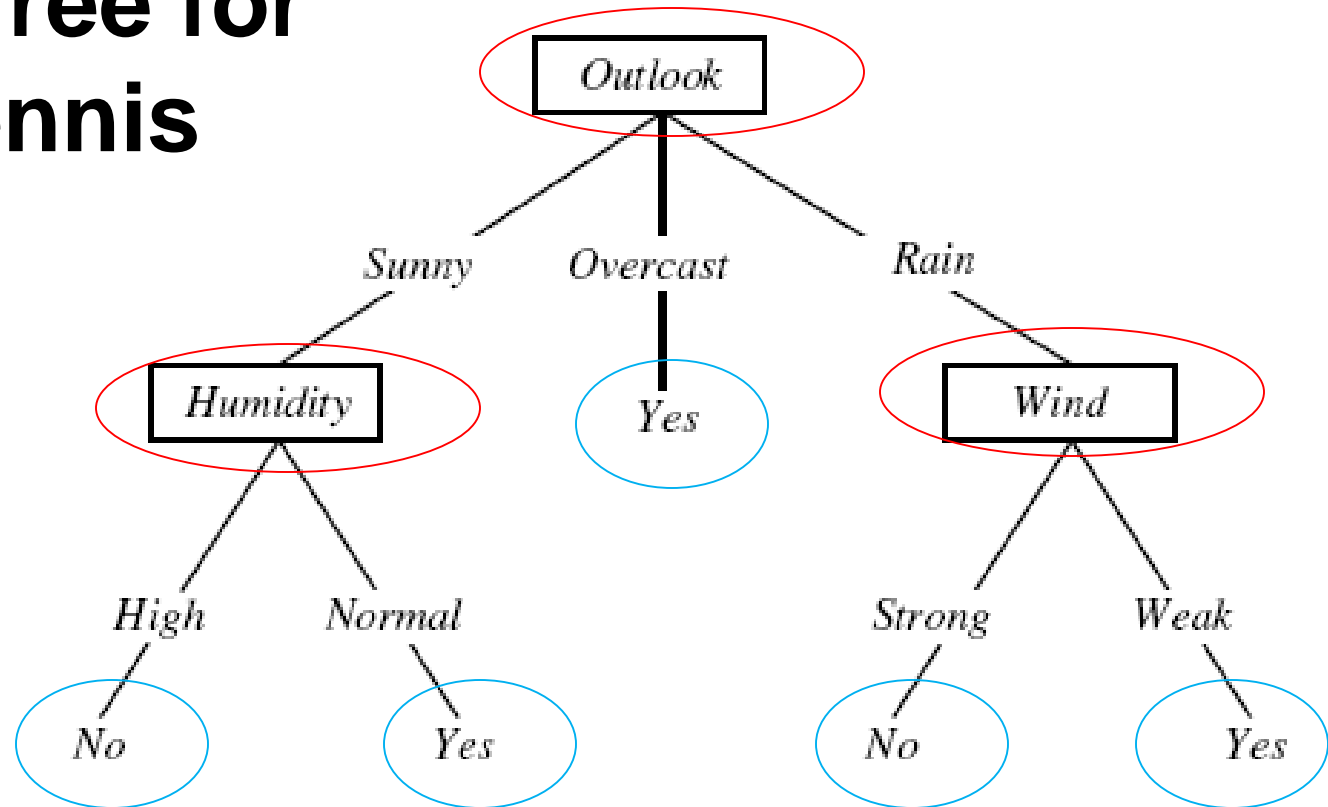 ree for
nnis
Outlook
Sunny Overcast Rain
Humidity Yes Wind
High Normal Strong Weak
No Yes No Yes